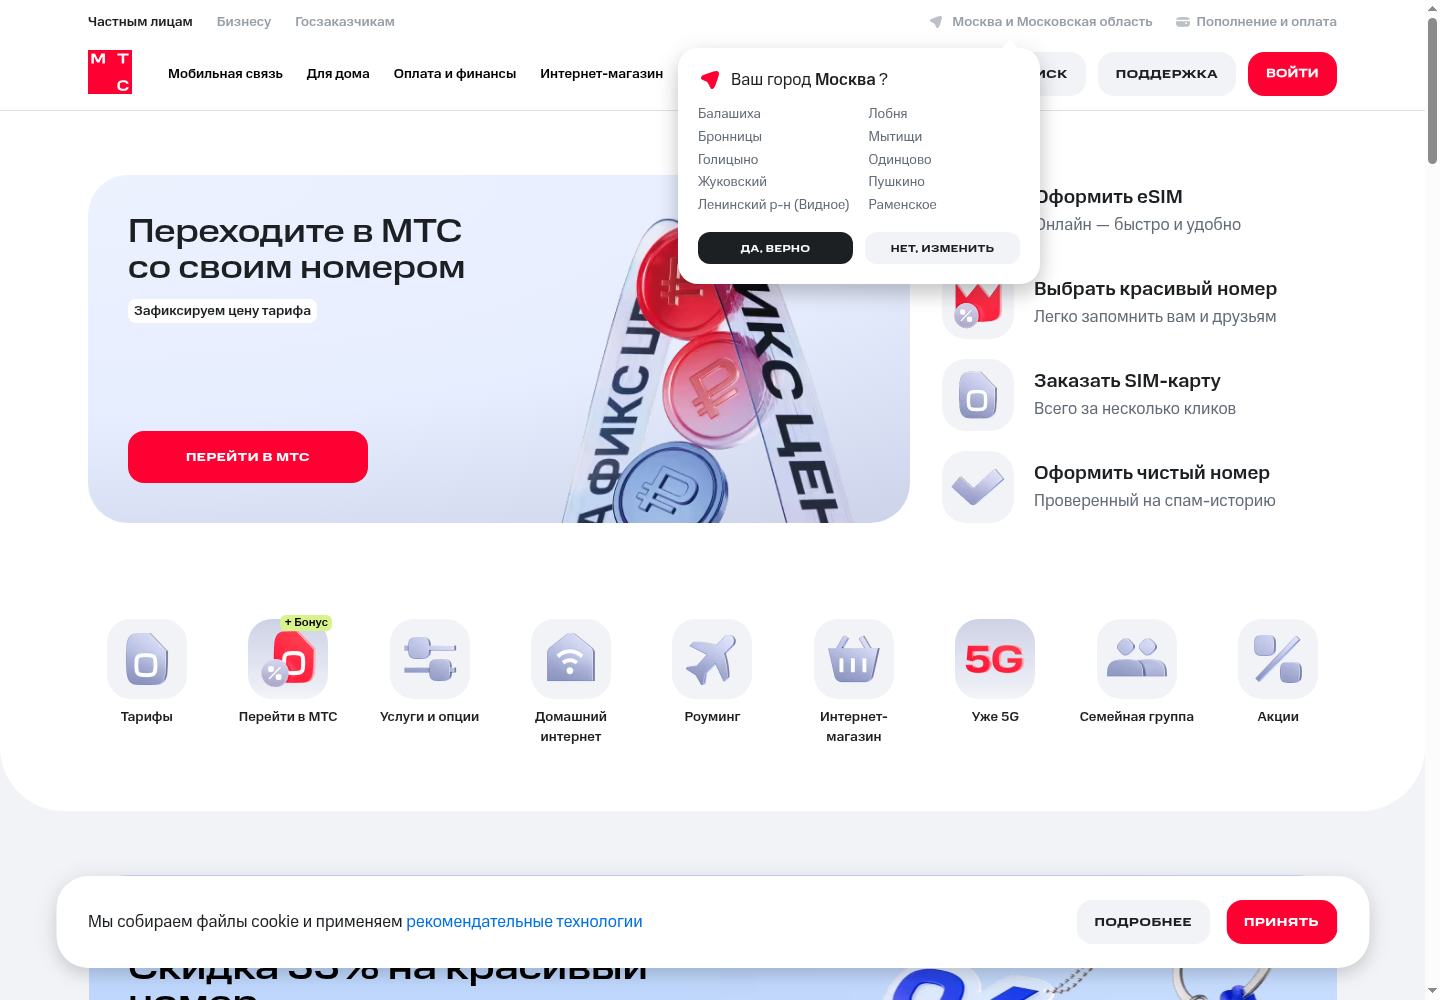 Частным лицам
Бизнесу
Госзаказчикам
Москва и Московская область
Пополнение и оплата
М Т
С
Мобильная связь
Для дома
Оплата и финансы
Интернет-магазин
ПОДДЕРЖКА
ВОЙТИ
Ваш город Москва ?
Балашиха
Бронницы
Голицыно
Жуковский
Ленинский р-н (Видное)
Лобня
Мытищи
Одинцово
Пушкино
Раменское
ДА, ВЕРНО
НЕТ, ИЗМЕНИТЬ
Переходите в МТС
со своим номером
Зафиксируем цену тарифа
ПЕРЕЙТИ В МТС
Оформить eSIM
Онлайн — быстро и удобно
Выбрать красивый номер
Легко запомнить вам и друзьям
Заказать SIM-карту
Всего за несколько кликов
Оформить чистый номер
Проверенный на спам-историю
+ Бонус
5G
Тарифы
Перейти в МТС
Услуги и опции
Домашний
интернет
Роуминг
Интернет-
магазин
Уже 5G
Семейная группа
Акции
Мы собираем файлы cookie и применяем рекомендательные технологии
ПОДРОБНЕЕ
ПРИНЯТЬ